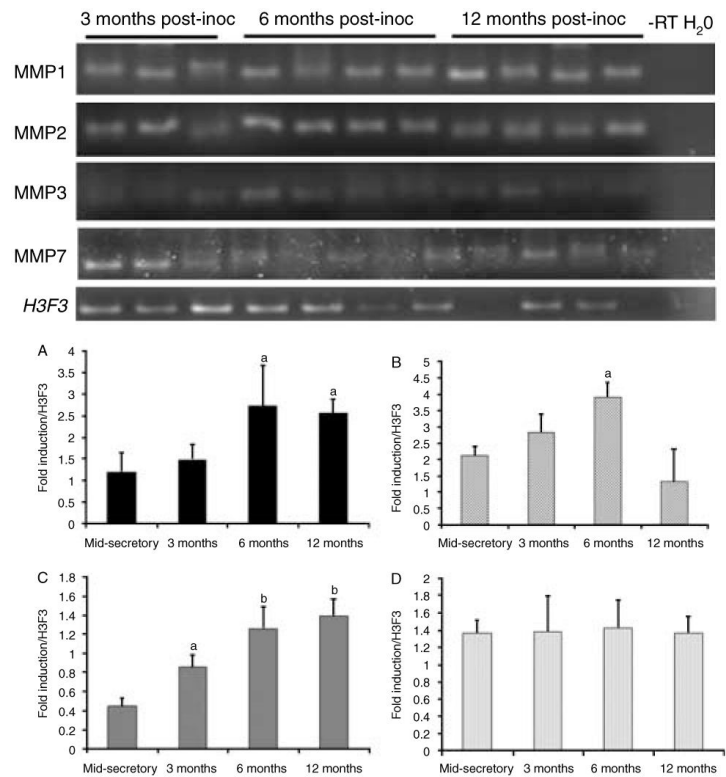 3 months post-inoc 6 months post-inoc 12 months post-inoc -RT H20
MMP1
MMP2
MMP3
MMP7
H3F3
A
Fold induction/H3F3
4
3.5
3
2.5
2
1.5
1
0.5
0
a
a
Mid-secretory 3 months 6 months 12 months
B
Fold induction/H3F3
5
4.5
4
3.5
3
2.5
2
1.5
1
0.5
0
a
Mid-secretory 3 months 6 months 12 months
C
Fold induction/H3F3
1.8
1.6
1.4
1.2
1
0.8
0.6
0.4
0.2
0
a
b
b
Mid-secretory 3 months 6 months 12 months
D
Fold induction/H3F3
2
1.8
1.6
1.4
1.2
1
0.8
0.6
0.4
0.2
0
Mid-secretory 3 months 6 months 12 months